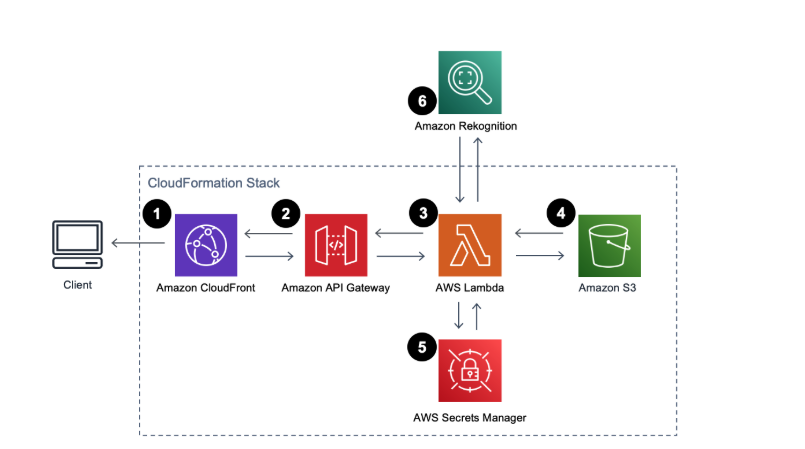 6
Amazon Rekognition
CloudFormation Stack
1
2
3
4
Client
Amazon CloudFront
Amazon API Gateway
</>
AWS Lambda
Amazon S3
5
AWS Secrets Manager